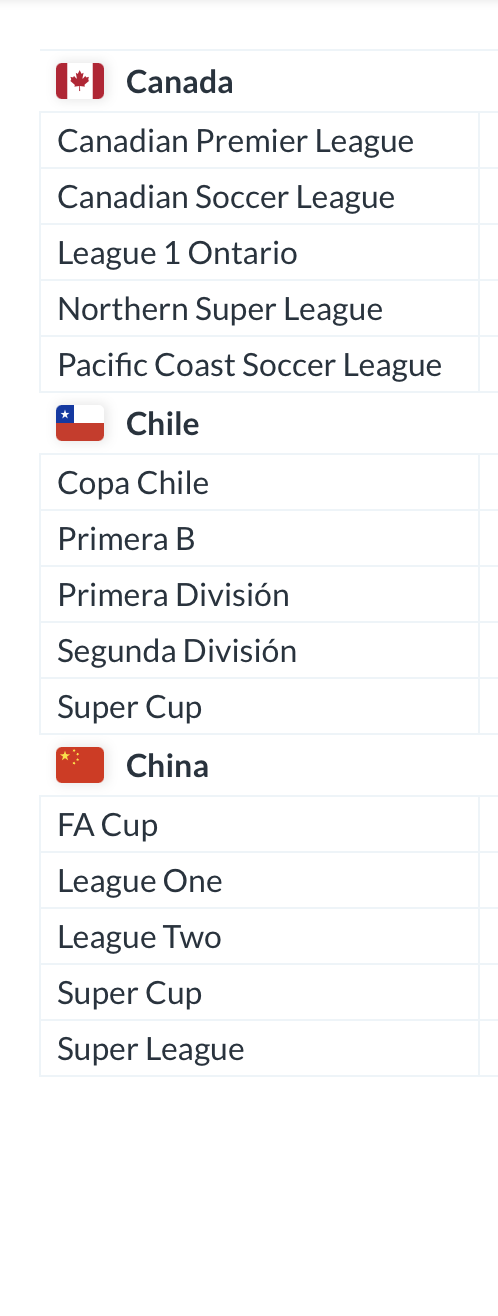 Canada
Canadian Premier League
Canadian Soccer League
League 1 Ontario
Northern Super League
Pacific Coast Soccer League
Chile
Copa Chile
Primera B
Primera División
Segunda División
Super Cup
China
FA Cup
League One
League Two
Super Cup
Super League